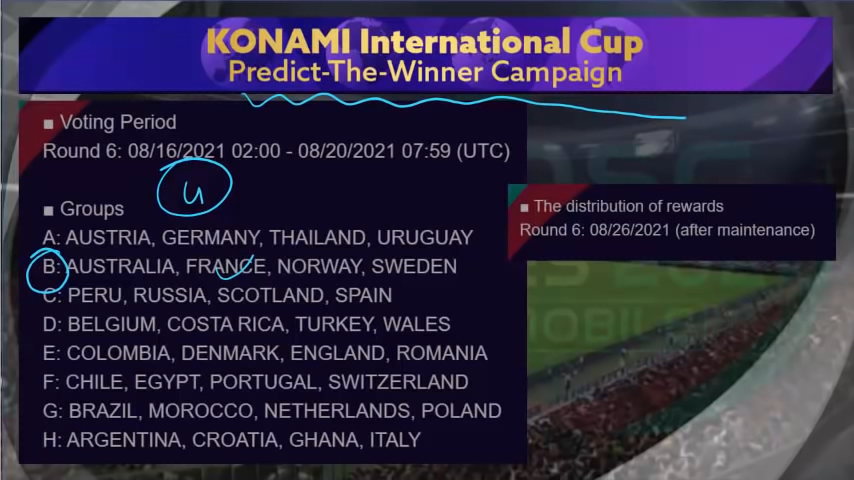 KONAMI International Cup
Predict-The-Winner Campaign
■ Voting Period
Round 6: 08/16/2021 02:00 - 08/20/2021 07:59 (UTC)
■ Groups
A: AUSTRIA, GERMANY, THAILAND, URUGUAY
B: AUSTRALIA, FRANCE, NORWAY, SWEDEN
C: PERU, RUSSIA, SCOTLAND, SPAIN
D: BELGIUM, COSTA RICA, TURKEY, WALES
E: COLOMBIA, DENMARK, ENGLAND, ROMANIA
F: CHILE, EGYPT, PORTUGAL, SWITZERLAND
G: BRAZIL, MOROCCO, NETHERLANDS, POLAND
H: ARGENTINA, CROATIA, GHANA, ITALY
■ The distribution of rewards
Round 6: 08/26/2021 (after maintenance)